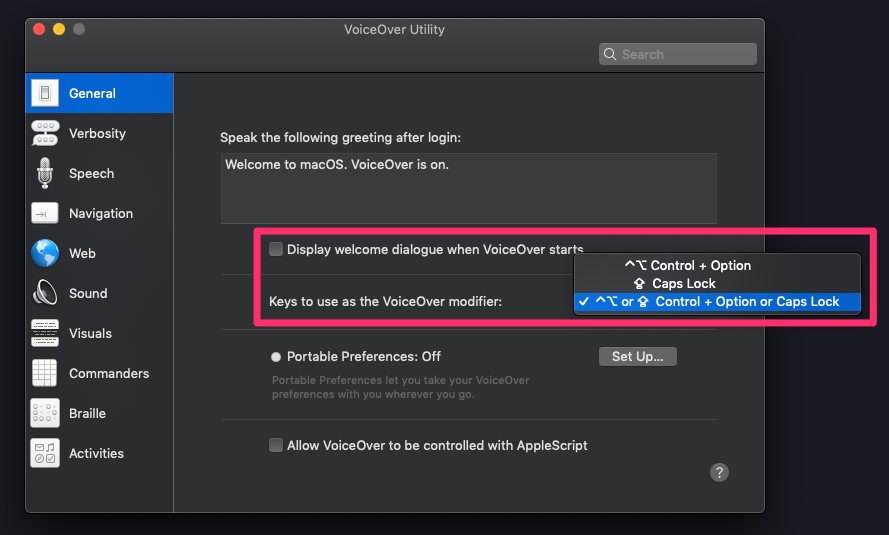 VoiceOver Utility
Search
General
Verbosity
Speech
Navigation
Web
Sound
Visuals
Commanders
Braille
Activities
Speak the following greeting after login:
Welcome to macOS. VoiceOver is on.
Display welcome dialogue when VoiceOver starts
Keys to use as the VoiceOver modifier:
⌃⌥ Control + Option
⇪ Caps Lock
✓ ⌃⌥ or ⇪ Control + Option or Caps Lock
Portable Preferences: Off
Set Up...
Portable Preferences let you take your VoiceOver
preferences with you wherever you go.
Allow VoiceOver to be controlled with AppleScript
?